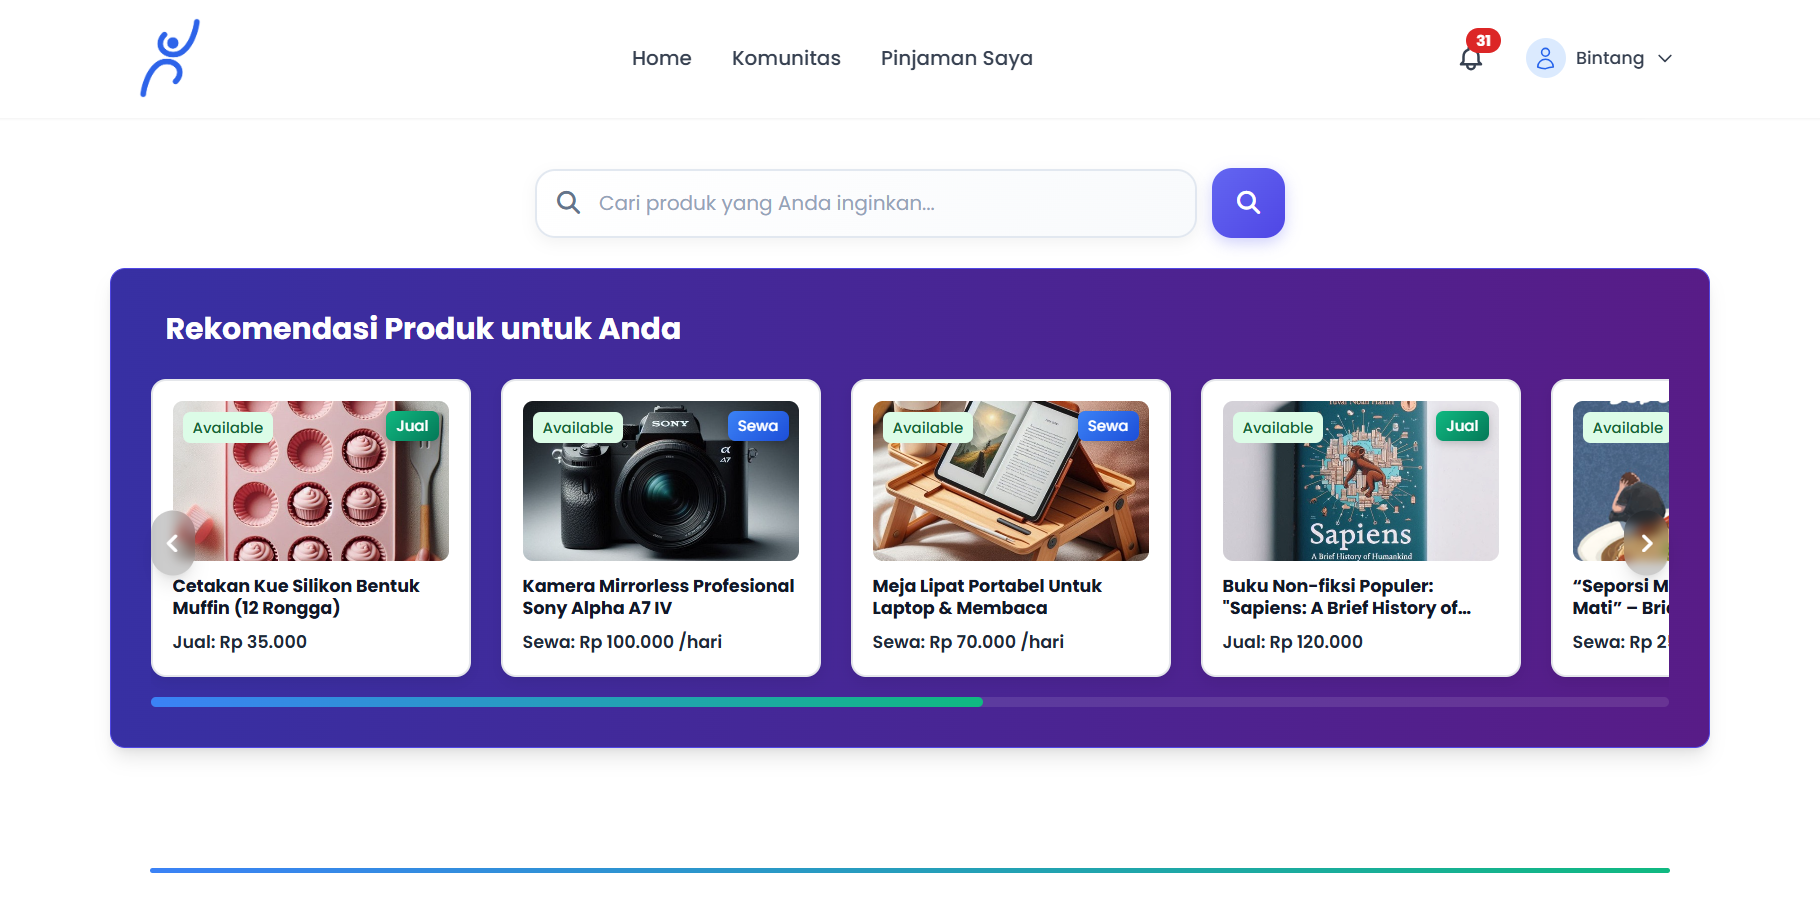 Home
Komunitas
Pinjaman Saya
31
Bintang
Cari produk yang Anda inginkan...
Rekomendasi Produk untuk Anda
Available
Jual
Cetakan Kue Silikon Bentuk
Muffin (12 Rongga)
Jual: Rp 35.000
Available
Sewa
SONY
α
A7
Kamera Mirrorless Profesional
Sony Alpha A7 IV
Sewa: Rp 100.000 /hari
Available
Sewa
Meja Lipat Portabel Untuk
Laptop & Membaca
Sewa: Rp 70.000 /hari
Available
Jual
Yuval Noah Harari
Sapiens
A Brief History of Humankind
Buku Non-fiksi Populer:
"Sapiens: A Brief History of...
Jual: Rp 120.000
Available
“Seporsi M
Mati” – Bri
Sewa: Rp 2